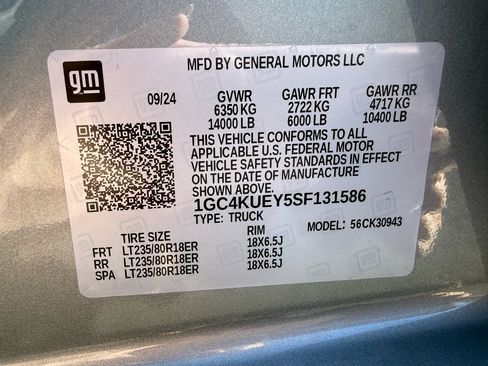 gm
MFD BY GENERAL MOTORS LLC
09/24 GVWR GAWR FRT GAWR RR
6350 KG 2722 KG 4717 KG
14000 LB 6000 LB 10400 LB
THIS VEHICLE CONFORMS TO ALL
APPLICABLE U.S. FEDERAL MOTOR
VEHICLE SAFETY STANDARDS IN EFFECT
ON THE DATE OF MANUFACTURE
SHOWN ABOVE.
1GC4KUEY5SF131586
TYPE: TRUCK MODEL: 56CK30943
TIRE SIZE RIM
FRT LT235/80R18ER 18X6.5J
RR LT235/80R18ER 18X6.5J
SPA LT235/80R18ER 18X6.5J